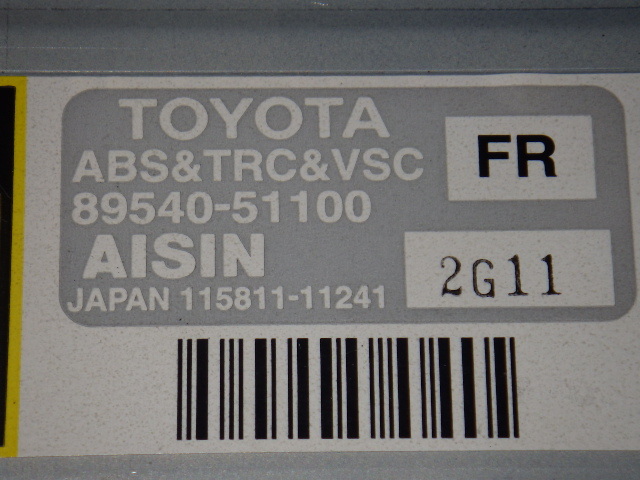 TOYOTA
ABS&TRC&VSC
FR
89540-51100
AISIN
2G11
JAPAN 115811-11241